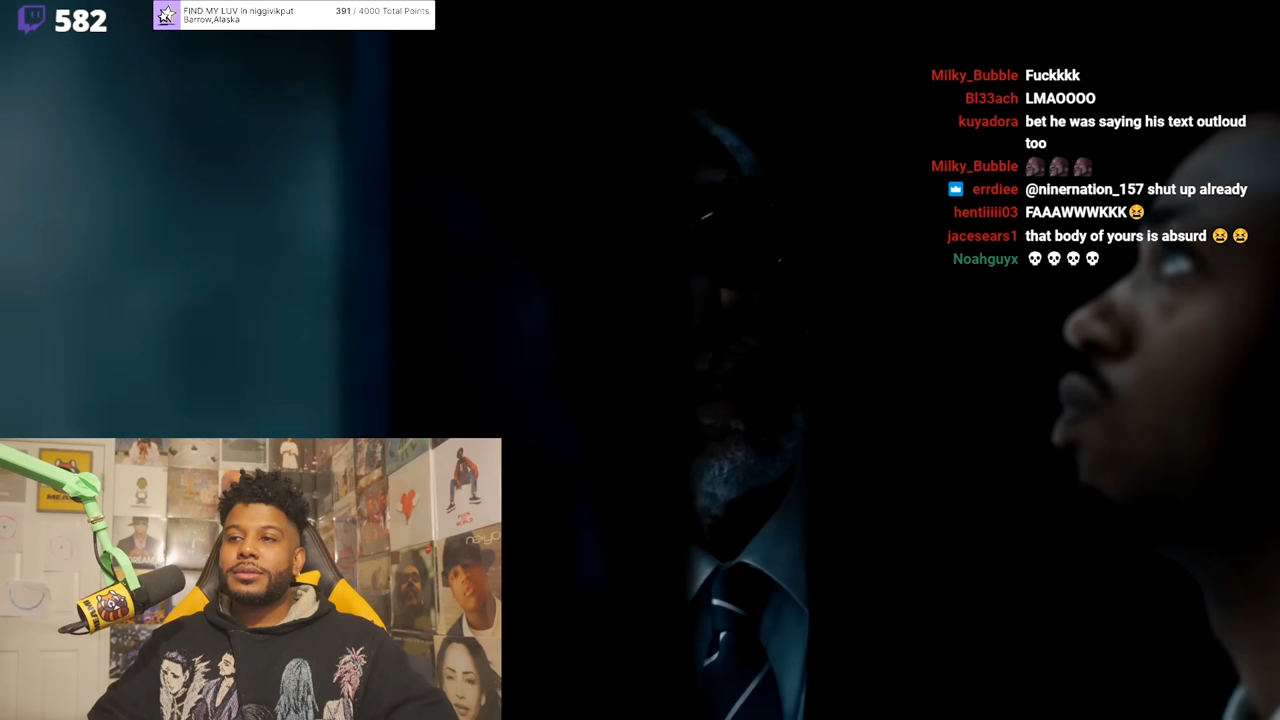 582
FIND MY LUV in niggivikput
Barrow,Alaska
391 / 4000 Total Points
Milky_Bubble Fuckkkk
Bl33ach LMAOOOO
kuyadora bet he was saying his text outloud
too
Milky_Bubble
errdiee @ninernation_157 shut up already
hentiiiii03 FAAAWWWKKK😆
jacesears1 that body of yours is absurd 😆 😆
Noahguyx 💀 💀 💀 💀
ne-yo